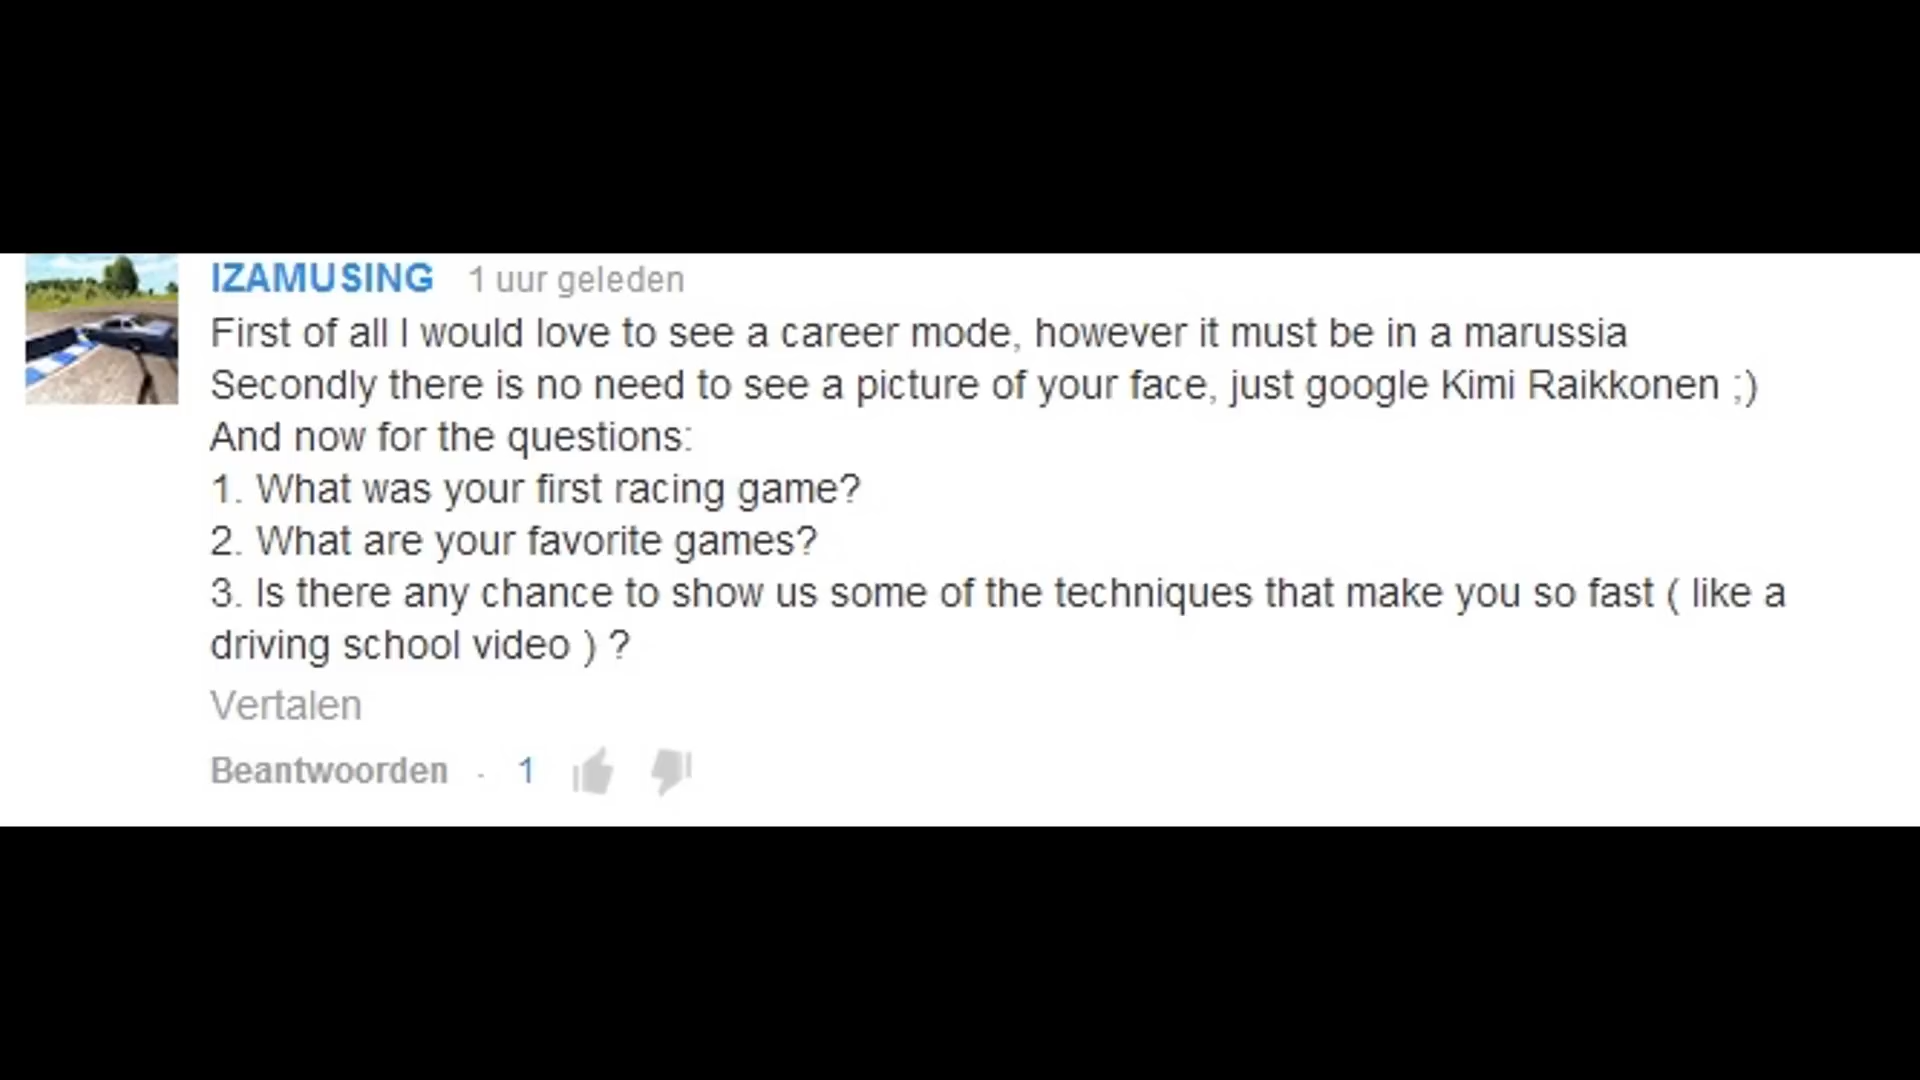 IZAMUSING 1 uur geleden
First of all I would love to see a career mode, however it must be in a marussia
Secondly there is no need to see a picture of your face, just google Kimi Raikkonen ;)
And now for the questions:
1. What was your first racing game?
2. What are your favorite games?
3. Is there any chance to show us some of the techniques that make you so fast ( like a
driving school video ) ?
Vertalen
Beantwoorden · 1